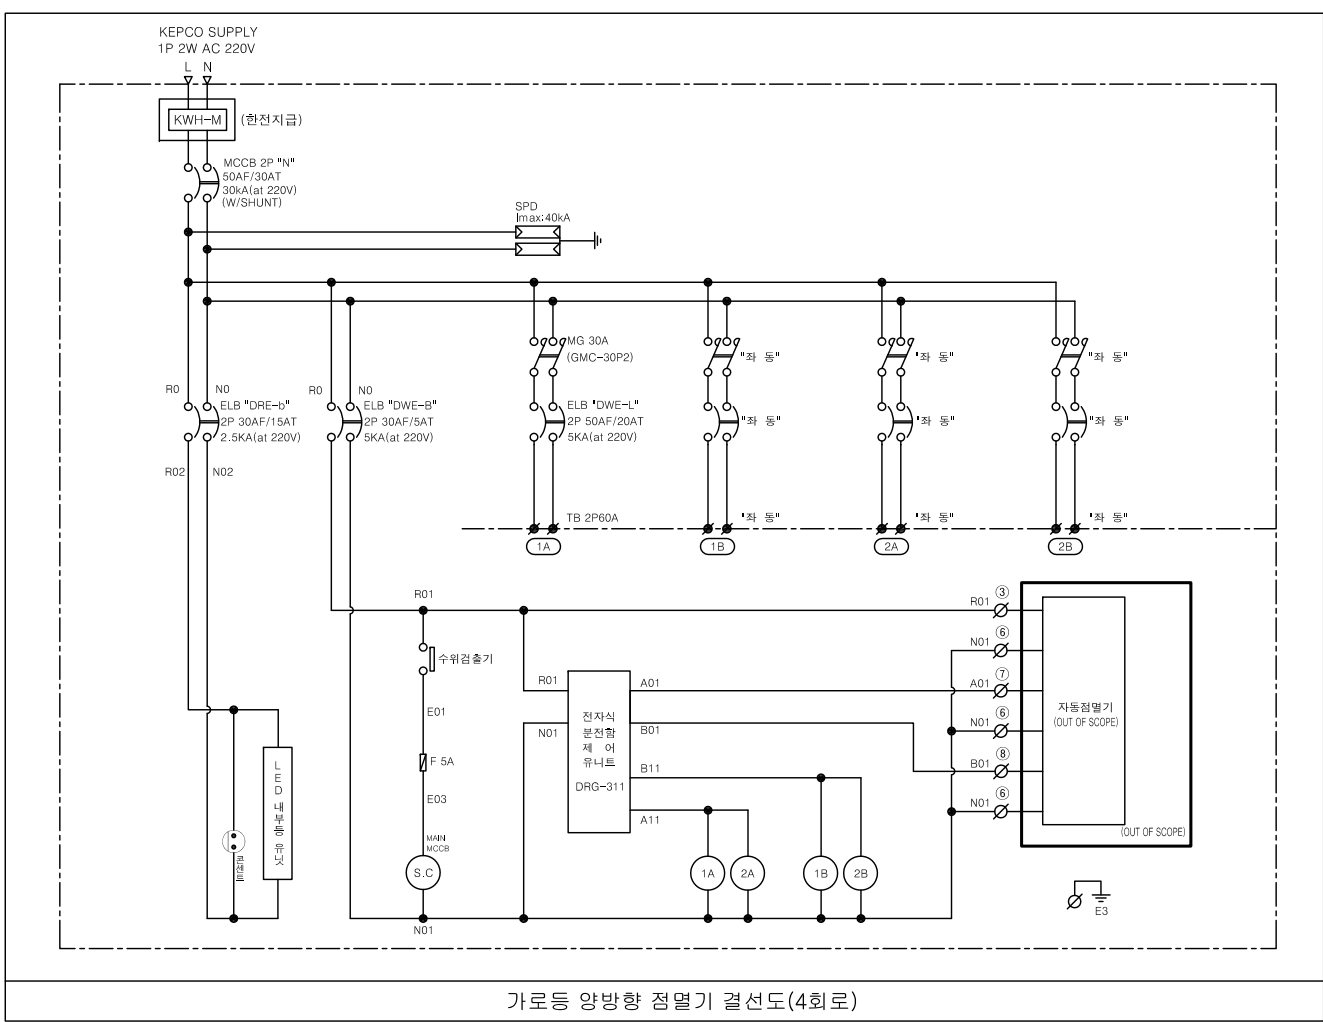 KEPCO SUPPLY
1P 2W AC 220V
L N
KWH-M (한전지급)
MCCB 2P "N"
50AF/30AT
30kA(at 220V)
(W/SHUNT)
SPD
Imax:40kA
MG 30A
(GMC-30P2)
"좌 동"
"좌 동"
"좌 동"
R0 N0
ELB "DRE-b"
2P 30AF/15AT
2.5KA(at 220V)
R0 N0
ELB "DWE-B"
2P 30AF/5AT
5KA(at 220V)
ELB "DWE-L"
2P 50AF/20AT
5KA(at 220V)
"좌 동"
"좌 동"
"좌 동"
R02 N02
TB 2P60A
"좌 동"
"좌 동"
"좌 동"
1A
1B
2A
2B
R01
수위검출기
E01
F 5A
E03
MAIN
MCCB
S.C
N01
R01
N01
전자식
분전함
제 어
유니트
DRG-311
A01
B01
B11
A11
1A
2A
1B
2B
R01 ③
N01 ⑥
A01 ⑦
N01 ⑥
B01 ⑧
N01 ⑥
자동점멸기
(OUT OF SCOPE)
(OUT OF SCOPE)
E3
LED 내부등 유닛
콘센트
가로등 양방향 점멸기 결선도(4회로)